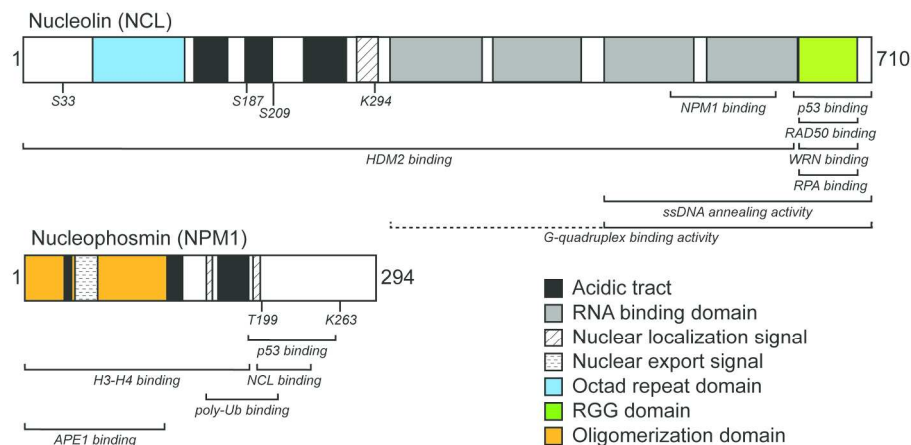 Nucleolin (NCL)
1
710
S33
S187
S209
K294
NPM1 binding
p53 binding
RAD50 binding
HDM2 binding
WRN binding
RPA binding
ssDNA annealing activity
G-quadruplex binding activity
Nucleophosmin (NPM1)
1
294
T199
K263
p53 binding
H3-H4 binding
NCL binding
poly-Ub binding
APE1 binding
Acidic tract
RNA binding domain
Nuclear localization signal
Nuclear export signal
Octad repeat domain
RGG domain
Oligomerization domain